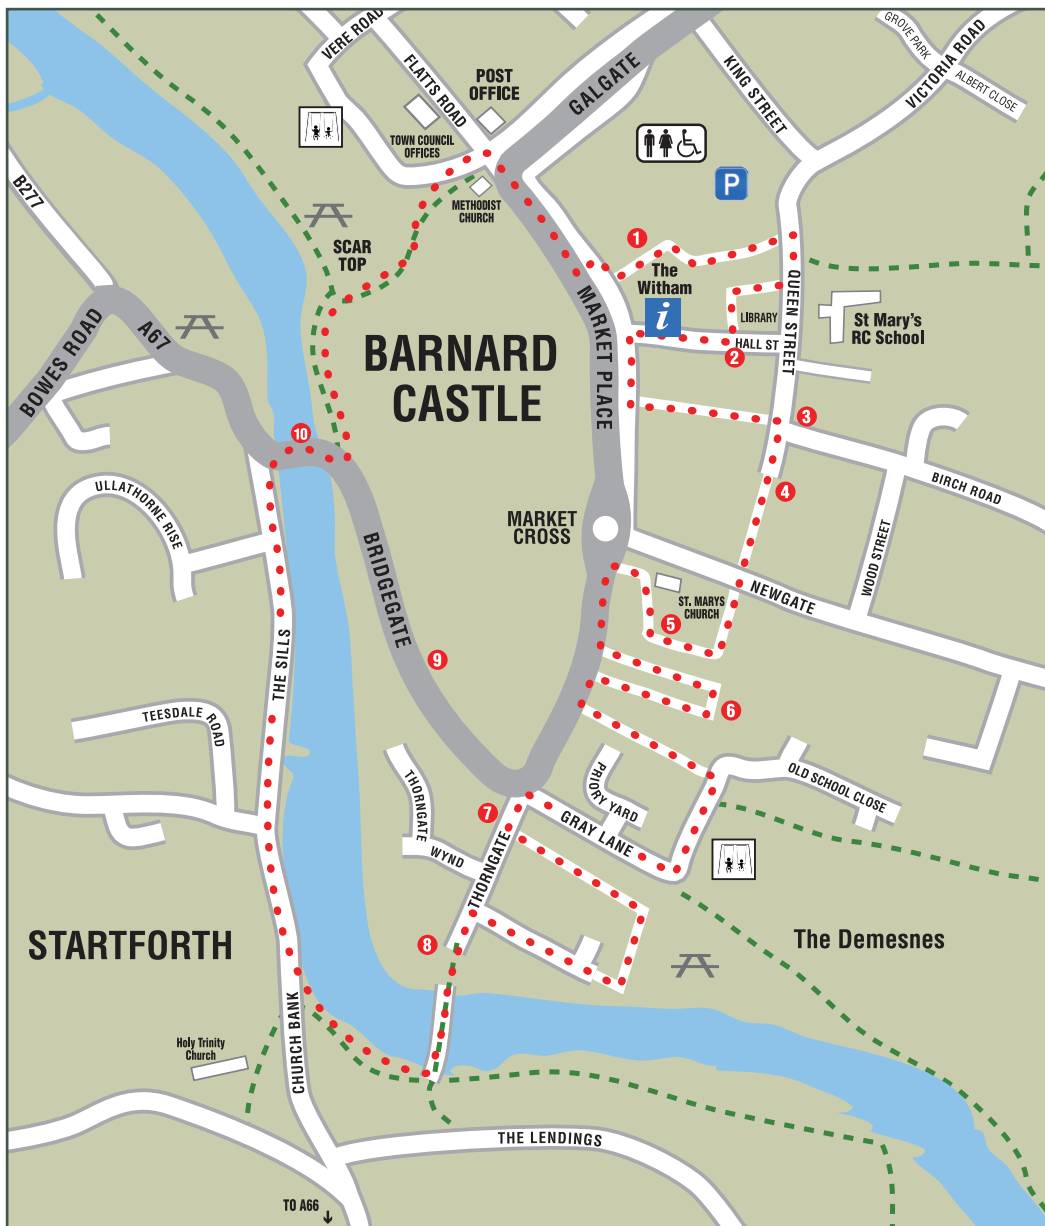 VERE ROAD
FLATTS ROAD
POST
OFFICE
GALGATE
KING STREET
GROVE PARK
VICTORIA ROAD
ALBERT CLOSE
TOWN COUNCIL
OFFICES
METHODIST
CHURCH
P
B277
SCAR
TOP
1
The
Witham
i
LIBRARY
HALL ST
2
QUEEN STREET
St Mary's
RC School
BOWES ROAD
A67
BARNARD
CASTLE
MARKET PLACE
3
10
4
BIRCH ROAD
ULLATHORNE RISE
MARKET
CROSS
WOOD STREET
BRIDGEGATE
NEWGATE
ST. MARYS
CHURCH
5
THE SILLS
9
6
TEESDALE ROAD
THORNGATE
WYND
PRIORY YARD
OLD SCHOOL CLOSE
7
GRAY LANE
THORNGATE
8
STARTFORTH
The Demesnes
CHURCH BANK
Holy Trinity
Church
THE LENDINGS
TO A66